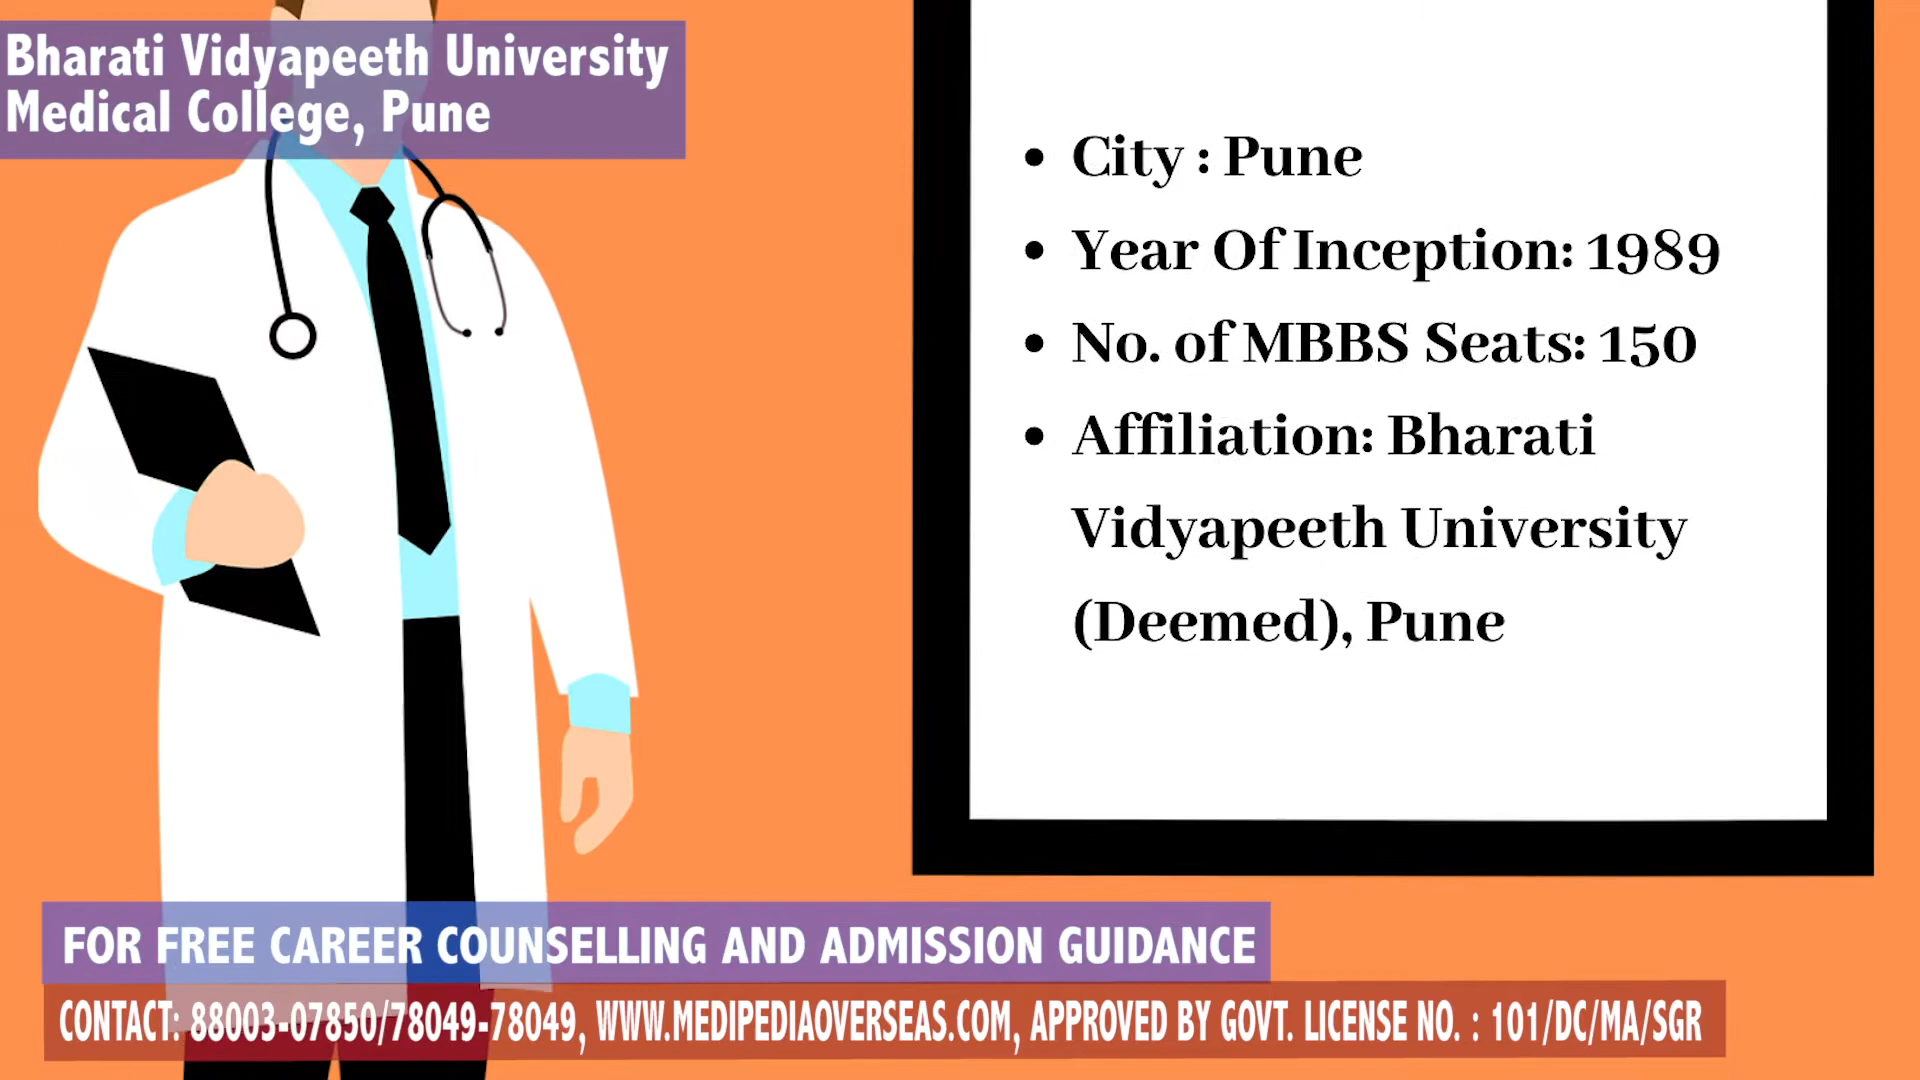 Bharati Vidyapeeth University
Medical College, Pune
• City : Pune
• Year Of Inception: 1989
• No. of MBBS Seats: 150
• Affiliation: Bharati
Vidyapeeth University
(Deemed), Pune
FOR FREE CAREER COUNSELLING AND ADMISSION GUIDANCE
CONTACT: 88003-07850/78049-78049, WWW.MEDIPEDIAOVERSEAS.COM, APPROVED BY GOVT. LICENSE NO. : 101/DC/MA/SGR